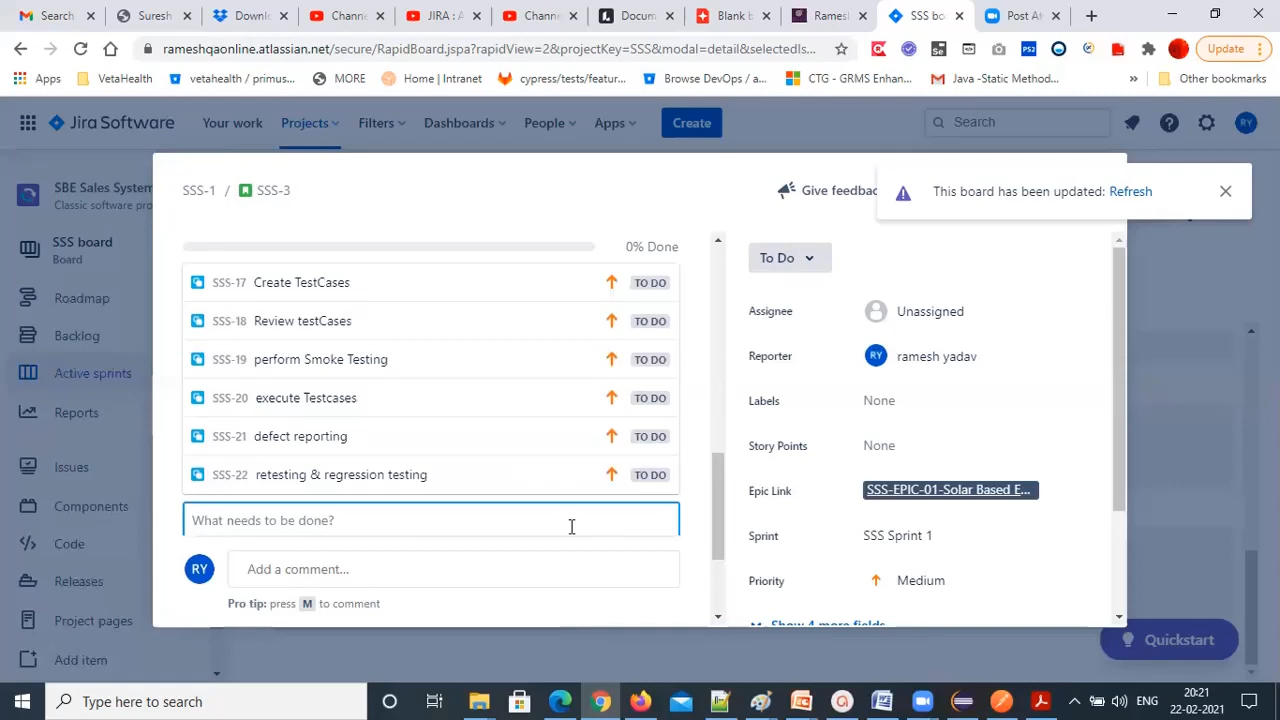 Search
Suresh
Downl
Chann
JIRA : A
Chann
Docum
Blank b
Ramesl
SSS bo
Post At
rameshqaonline.atlassian.net/secure/RapidBoard.jspa?rapidView=2&projectKey=SSS&modal=detail&selectedIs...
Update
Apps
VetaHealth
vetahealth / primus...
MORE
Home | Intranet
cypress/tests/featur...
Browse DevOps / a...
CTG - GRMS Enhan...
Java -Static Method...
»
Other bookmarks
Jira Software
Your work
Projects
Filters
Dashboards
People
Apps
Create
Search
RY
SBE Sales System
Classic software pro
SSS board
Board
Roadmap
Backlog
Active sprints
Reports
Issues
Components
Code
Releases
Project pages
Add item
SSS-1 / SSS-3
Give feedbac
This board has been updated: Refresh
0% Done
SSS-17 Create TestCases TO DO
SSS-18 Review testCases TO DO
SSS-19 perform Smoke Testing TO DO
SSS-20 execute Testcases TO DO
SSS-21 defect reporting TO DO
SSS-22 retesting & regression testing TO DO
What needs to be done?
RY Add a comment...
Pro tip: press M to comment
To Do
Assignee Unassigned
Reporter RY ramesh yadav
Labels None
Story Points None
Epic Link SSS-EPIC-01-Solar Based E...
Sprint SSS Sprint 1
Priority Medium
Show 4 more fields
Quickstart
Type here to search
ENG
20:21
22-02-2021